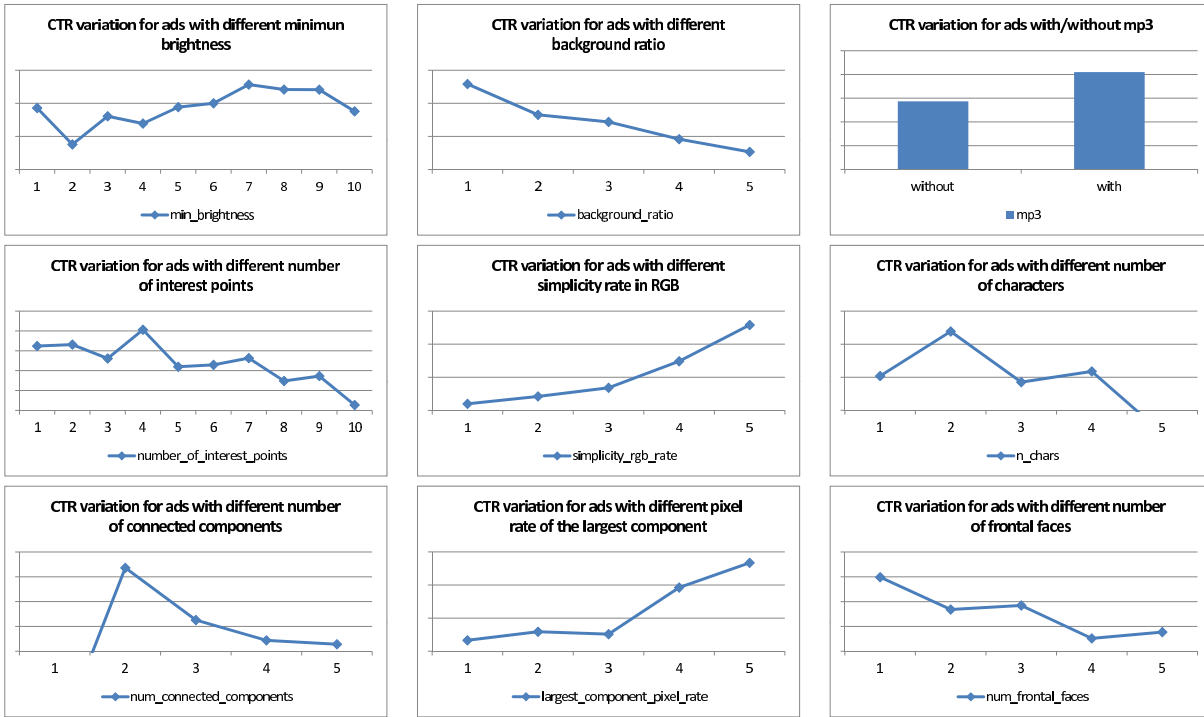 CTR variation for ads with different minimun
brightness
1 2 3 4 5 6 7 8 9 10
min_brightness
CTR variation for ads with different
background ratio
1 2 3 4 5
background_ratio
CTR variation for ads with/without mp3
without with
mp3
CTR variation for ads with different number
of interest points
1 2 3 4 5 6 7 8 9 10
number_of_interest_points
CTR variation for ads with different
simplicity rate in RGB
1 2 3 4 5
simplicity_rgb_rate
CTR variation for ads with different number
of characters
1 2 3 4 5
n_chars
CTR variation for ads with different number
of connected components
1 2 3 4 5
num_connected_components
CTR variation for ads with different pixel
rate of the largest component
1 2 3 4 5
largest_component_pixel_rate
CTR variation for ads with different number
of frontal faces
1 2 3 4 5
num_frontal_faces